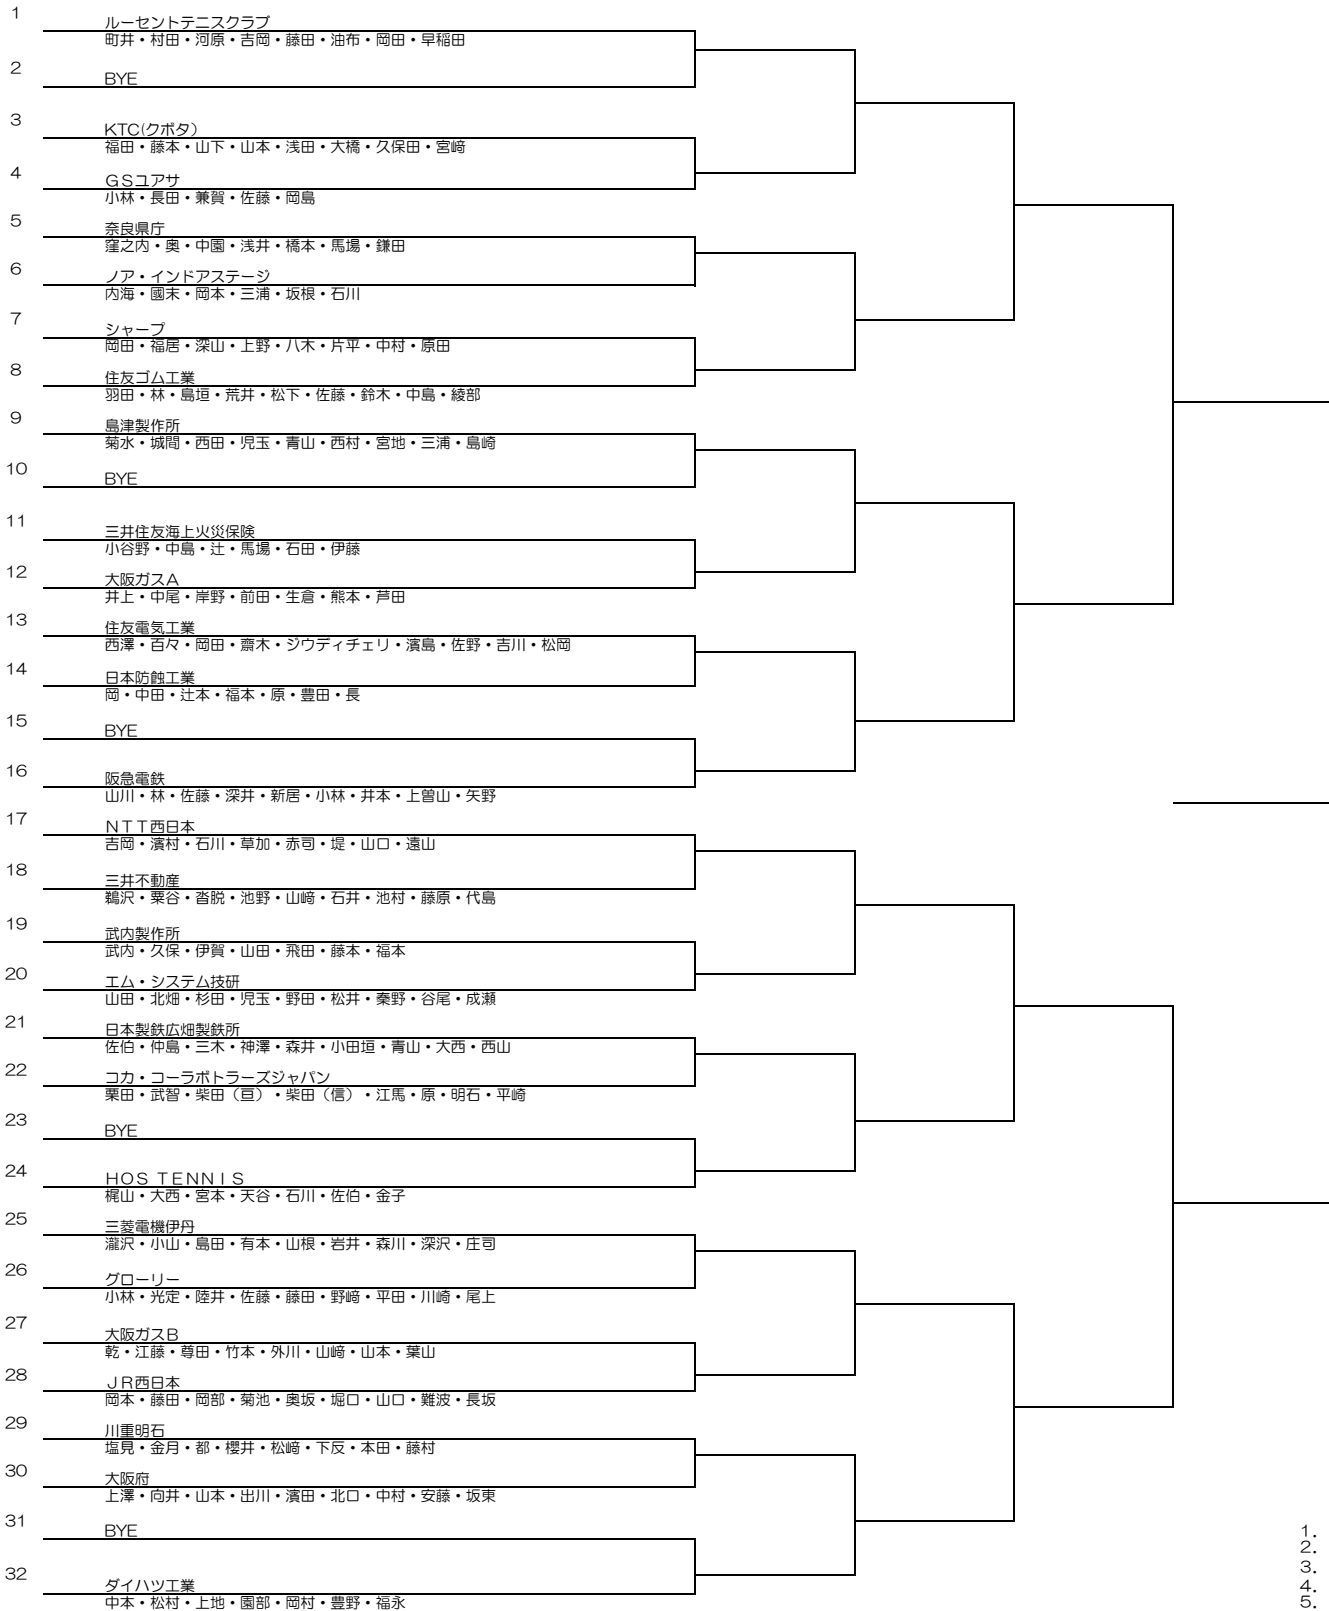 1
ルーセントテニスクラブ
町井・村田・河原・吉岡・藤田・油布・岡田・早稲田
2
BYE
3
KTC(クボタ）
福田・藤本・山下・山本・浅田・大橋・久保田・宮﨑
4
ＧＳユアサ
小林・長田・兼賀・佐藤・岡島
5
奈良県庁
窪之内・奥・中園・浅井・橋本・馬場・鎌田
6
ノア・インドアステージ
内海・國末・岡本・三浦・坂根・石川
7
シャープ
岡田・福居・深山・上野・八木・片平・中村・原田
8
住友ゴム工業
羽田・林・島垣・荒井・松下・佐藤・鈴木・中島・綾部
9
島津製作所
菊水・城間・西田・児玉・青山・西村・宮地・三浦・島崎
10
BYE
11
三井住友海上火災保険
小谷野・中島・辻・馬場・石田・伊藤
12
大阪ガスＡ
井上・中尾・岸野・前田・生倉・熊本・芦田
13
住友電気工業
西澤・百々・岡田・齋木・ジウディチェリ・濱島・佐野・吉川・松岡
14
日本防蝕工業
岡・中田・辻本・福本・原・豊田・長
15
BYE
16
阪急電鉄
山川・林・佐藤・深井・新居・小林・井本・上曽山・矢野
17
ＮＴＴ西日本
吉岡・濱村・石川・草加・赤司・堤・山口・遠山
18
三井不動産
鵜沢・粟谷・沓脱・池野・山﨑・石井・池村・藤原・代島
19
武内製作所
武内・久保・伊賀・山田・飛田・藤本・福本
20
エム・システム技研
山田・北畑・杉田・児玉・野田・松井・秦野・谷尾・成瀬
21
日本製鉄広畑製鉄所
佐伯・仲島・三木・神澤・森井・小田垣・青山・大西・西山
22
コカ・コーラボトラーズジャパン
栗田・武智・柴田（亘）・柴田（信）・江馬・原・明石・平崎
23
BYE
24
ＨＯＳ ＴＥＮＮＩＳ
梶山・大西・宮本・天谷・石川・佐伯・金子
25
三菱電機伊丹
瀧沢・小山・島田・有本・山根・岩井・森川・深沢・庄司
26
グローリー
小林・光定・陸井・佐藤・藤田・野﨑・平田・川崎・尾上
27
大阪ガスＢ
乾・江藤・尊田・竹本・外川・山﨑・山本・葉山
28
ＪＲ西日本
岡本・藤田・岡部・菊池・奥坂・堀口・山口・難波・長坂
29
川重明石
塩見・金月・都・櫻井・松﨑・下反・本田・藤村
30
大阪府
上澤・向井・山本・出川・濱田・北口・中村・安藤・坂東
31
BYE
32
ダイハツ工業
中本・松村・上地・園部・岡村・豊野・福永
1.
2.
3.
4.
5.